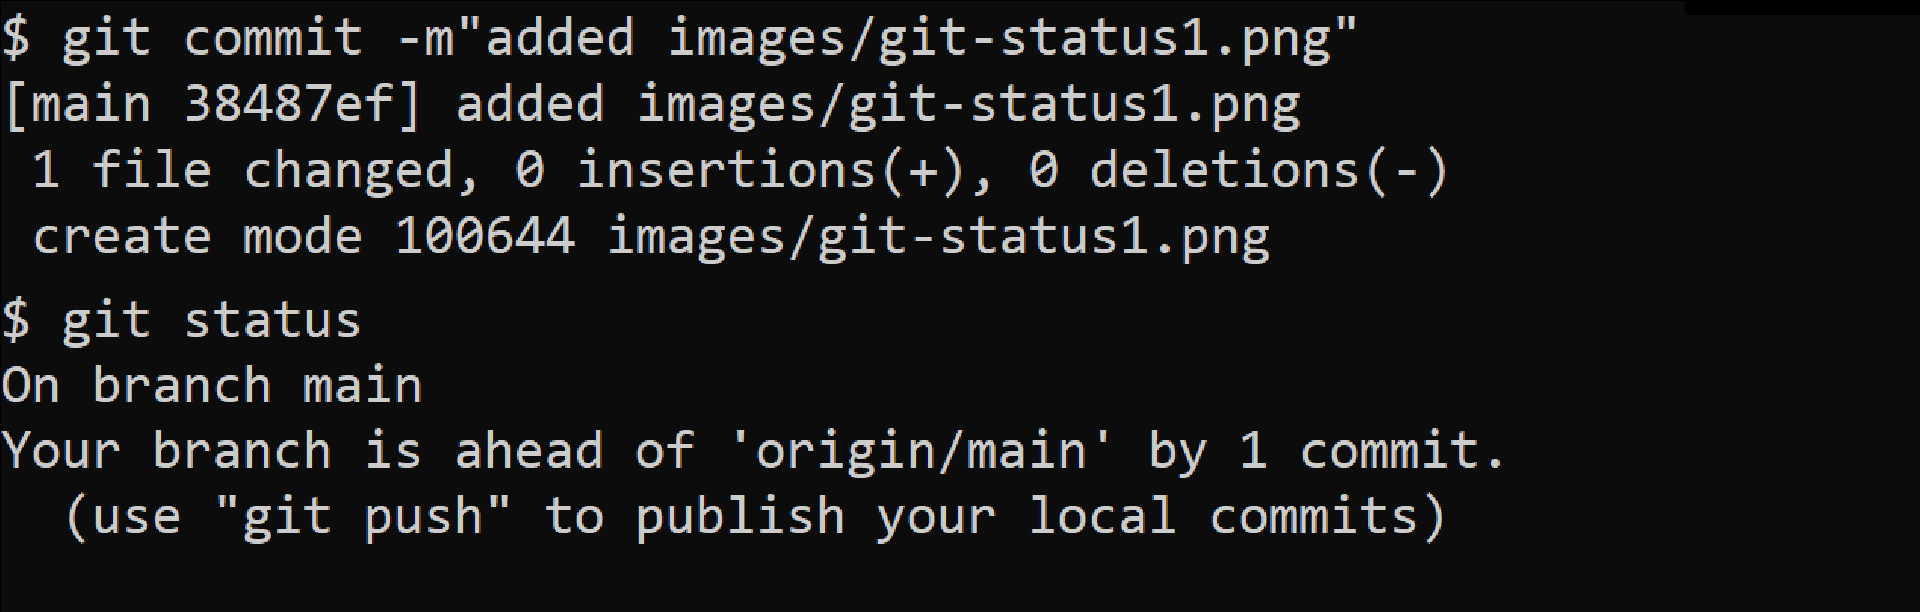 $ git commit -m"added images/git-status1.png"
[main 38487ef] added images/git-status1.png
 1 file changed, 0 insertions(+), 0 deletions(-)
 create mode 100644 images/git-status1.png
$ git status
On branch main
Your branch is ahead of 'origin/main' by 1 commit.
  (use "git push" to publish your local commits)